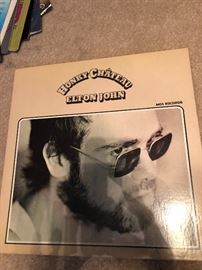 HONKY CHÂTEAU
ELTON JOHN
MCA RECORDS